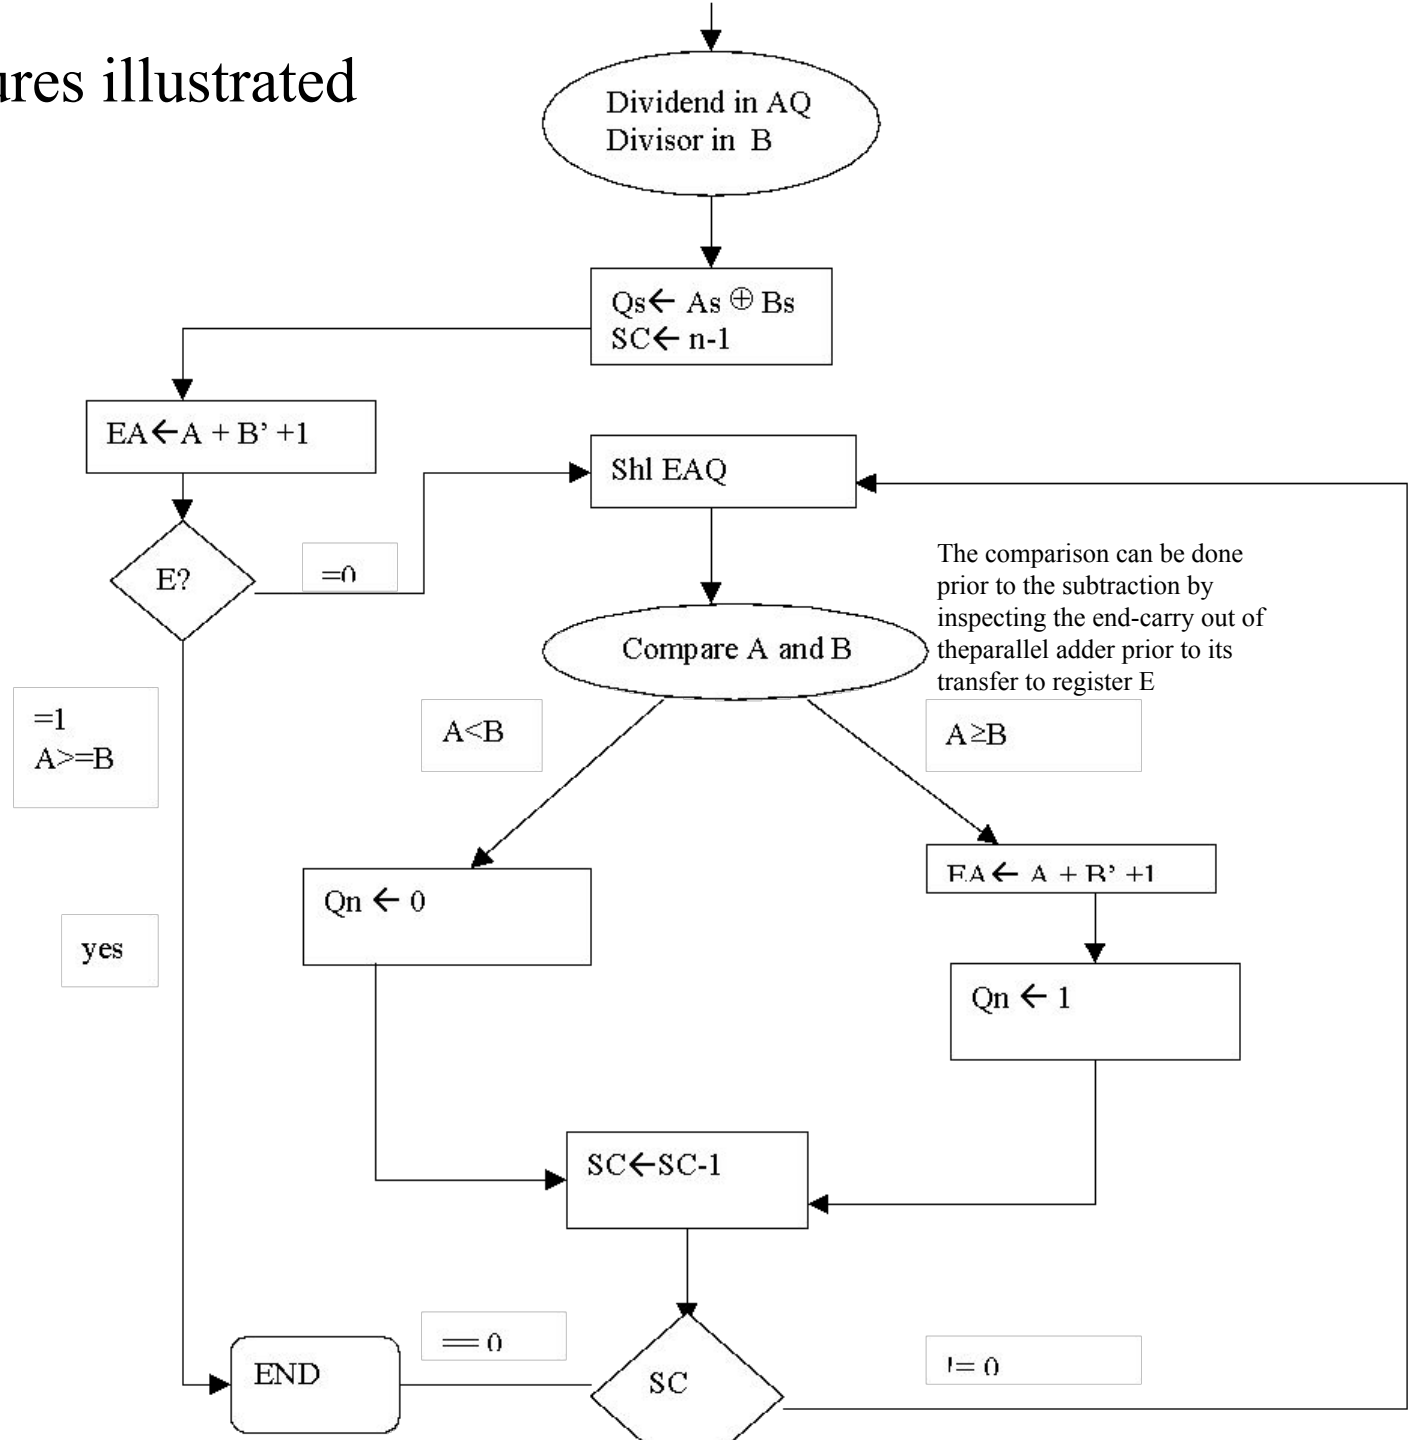 ures illustrated
Dividend in AQ
Divisor in B
Qs← As ⊕ Bs
SC← n-1
EA←A + B’ +1
Shl EAQ
E?
=0
The comparison can be done
prior to the subtraction by
inspecting the end-carry out of
theparallel adder prior to its
transfer to register E
Compare A and B
=1
A>=B
A<B
A≥B
EA← A + B’ +1
Qn ← 0
yes
Qn ← 1
SC←SC-1
== 0
!= 0
END
SC